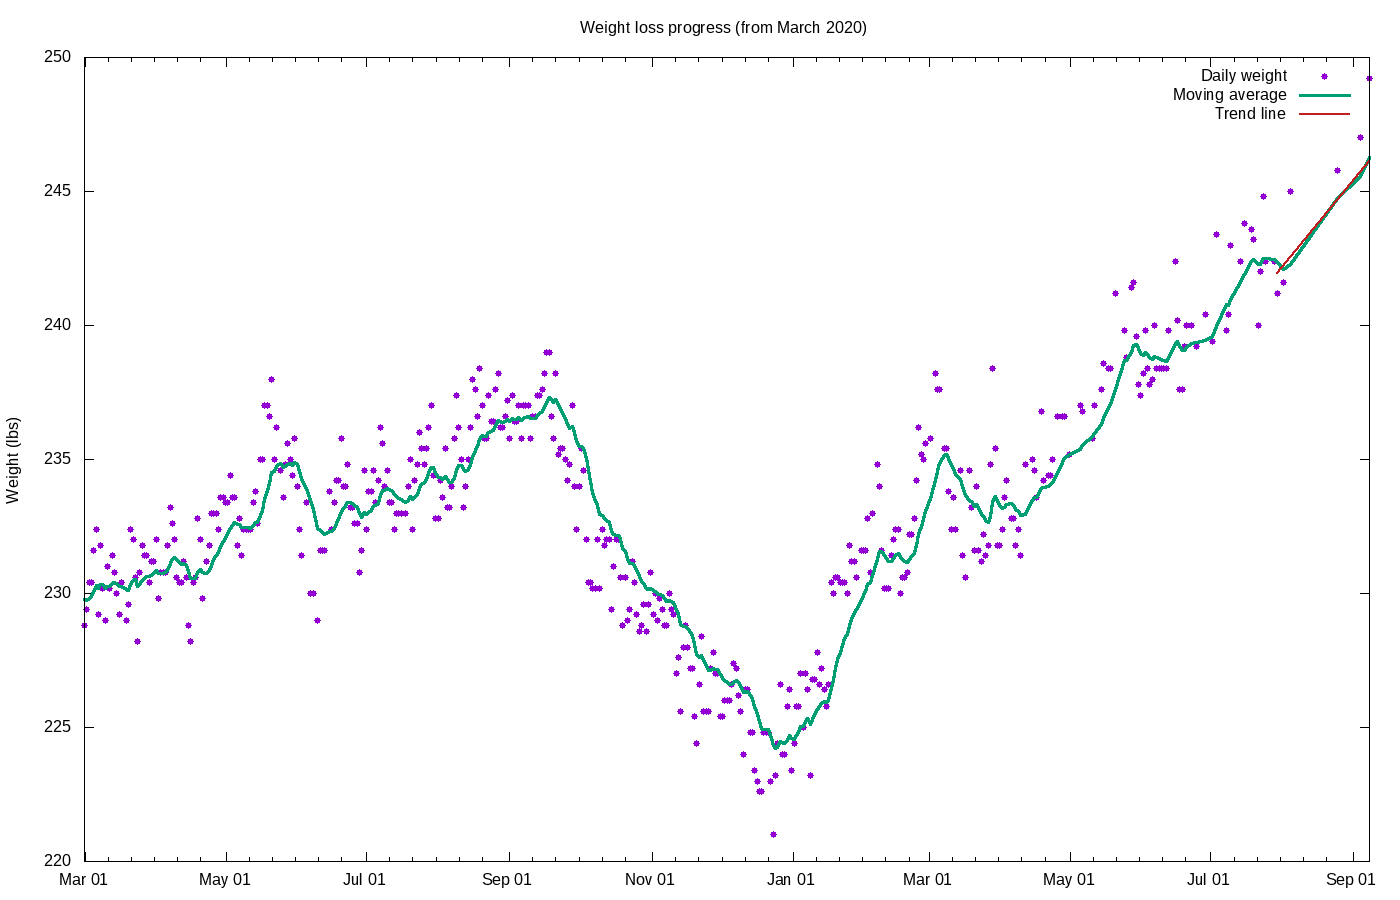 Weight loss progress (from March 2020)
250
245
240
235
230
225
220
Weight (lbs)
Daily weight
Moving average
Trend line
Mar 01
May 01
Jul 01
Sep 01
Nov 01
Jan 01
Mar 01
May 01
Jul 01
Sep 01